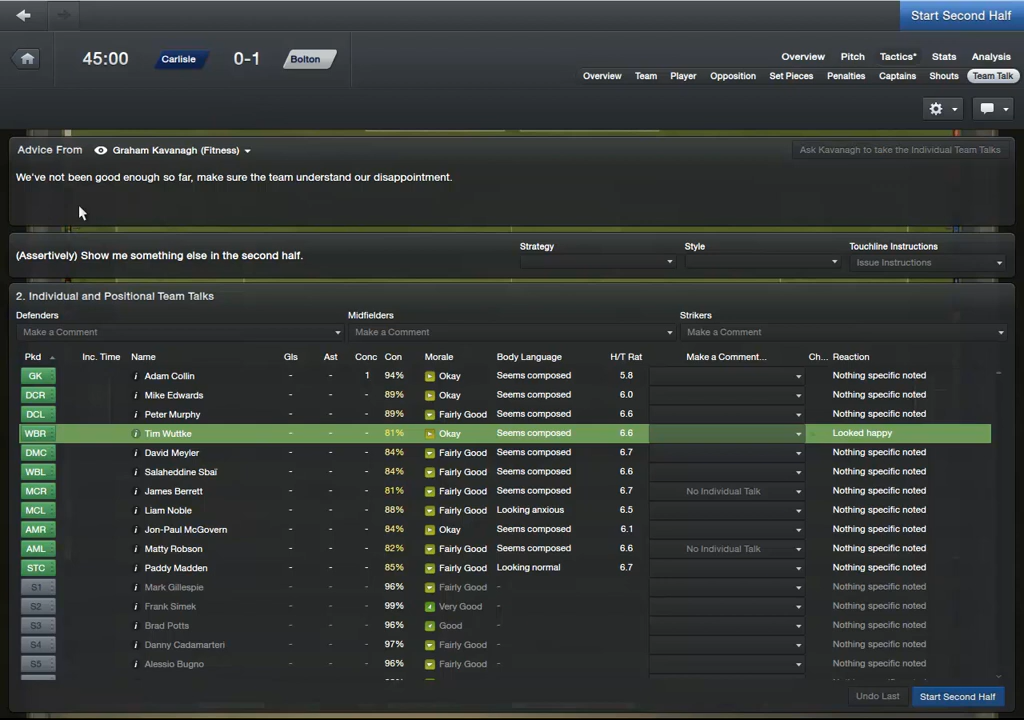 Start Second Half
45:00 Carlisle 0-1 Bolton
Overview Pitch Tactics* Stats Analysis
Overview Team Player Opposition Set Pieces Penalties Captains Shouts Team Talk
Advice From Graham Kavanagh (Fitness) Ask Kavanagh to take the Individual Team Talks
We've not been good enough so far, make sure the team understand our disappointment.
Strategy Style Touchline Instructions
(Assertively) Show me something else in the second half. Issue Instructions
2. Individual and Positional Team Talks
Defenders Midfielders Strikers
Make a Comment Make a Comment Make a Comment
Pkd Inc. Time Name Gls Ast Conc Con Morale Body Language H/T Rat Make a Comment... Ch... Reaction
GK i Adam Collin - - 1 94% Okay Seems composed 5.8 Nothing specific noted
DCR i Mike Edwards - - - 89% Okay Seems composed 6.0 Nothing specific noted
DCL i Peter Murphy - - - 89% Fairly Good Seems composed 6.6 Nothing specific noted
WBR i Tim Wuttke - - - 81% Okay Seems composed 6.6 Looked happy
DMC i David Meyler - - - 84% Fairly Good Seems composed 6.7 Nothing specific noted
WBL i Salaheddine Sbaï - - - 84% Fairly Good Seems composed 6.6 Nothing specific noted
MCR i James Berrett - - - 81% Fairly Good Seems composed 6.7 No Individual Talk Nothing specific noted
MCL i Liam Noble - - - 88% Fairly Good Looking anxious 6.5 Nothing specific noted
AMR i Jon-Paul McGovern - - - 84% Okay Seems composed 6.1 Nothing specific noted
AML i Matty Robson - - - 82% Fairly Good Seems composed 6.6 No Individual Talk Nothing specific noted
STC i Paddy Madden - - - 85% Fairly Good Looking normal 6.7 Nothing specific noted
S1 i Mark Gillespie - - - 96% Fairly Good - Nothing specific noted
S2 i Frank Simek - - - 99% Very Good - Nothing specific noted
S3 i Brad Potts - - - 96% Good - Nothing specific noted
S4 i Danny Cadamarteri - - - 97% Fairly Good - Nothing specific noted
S5 i Alessio Bugno - - - 96% Fairly Good - Nothing specific noted
Undo Last Start Second Half